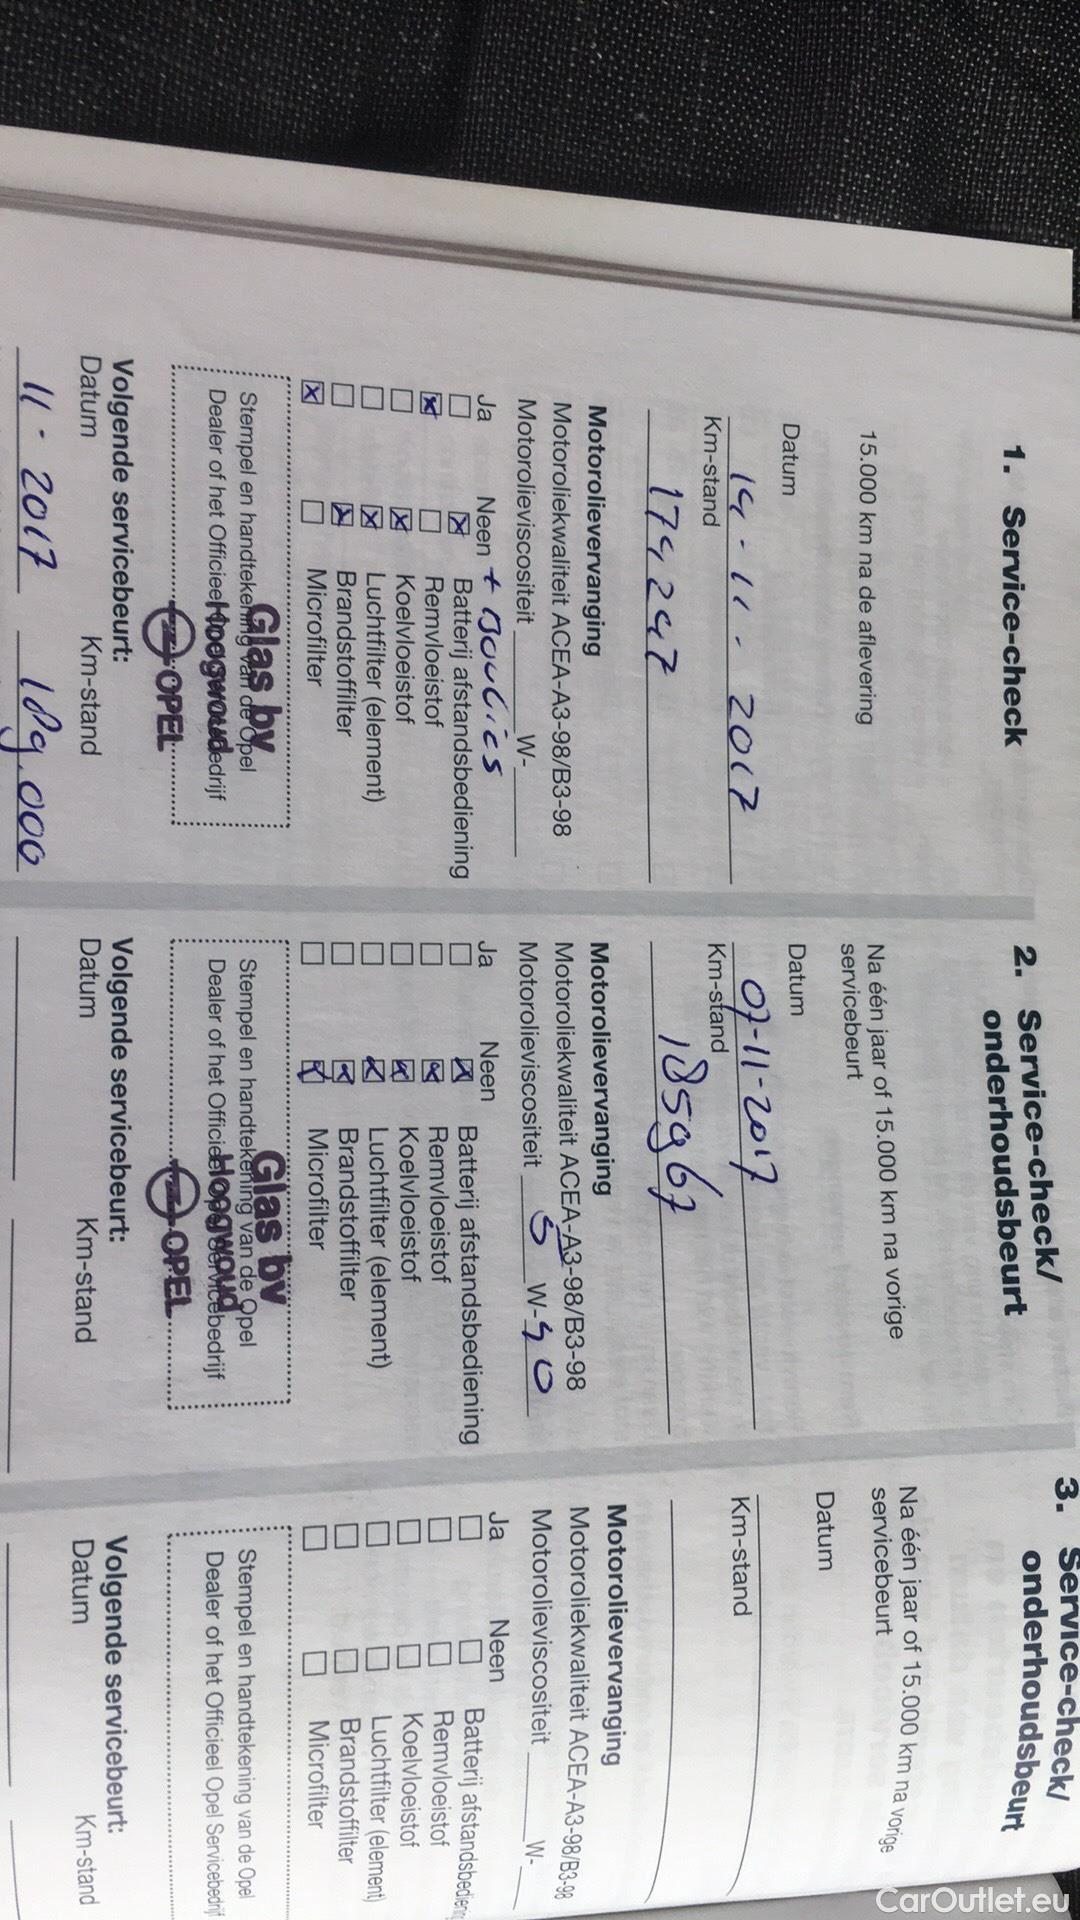 1. Service-check
15.000 km na de aflevering
Datum
14-11-2017
Km-stand
174247
Motorolievervanging
Motoroliekwaliteit ACEA-A3-98/B3-98
Motorolieviscositeit W-
Ja Neen + Bougies
Batterij afstandsbediening
Remvloeistof
Koelvloeistof
Luchtfilter (element)
Brandstoffilter
Microfilter
Stempel en handtekening van de Opel
Dealer of het Officieel
bedrijf
Glas bv
Hoogwoud
OPEL
Volgende servicebeurt:
Datum Km-stand
11-2017 189.000
2. Service-check/
onderhoudsbeurt
Na één jaar of 15.000 km na vorige
servicebeurt
Datum
07-11-2017
Km-stand
185967
Motorolievervanging
Motoroliekwaliteit ACEA-A3-98/B3-98
Motorolieviscositeit 5 W-40
Ja Neen
Batterij afstandsbediening
Remvloeistof
Koelvloeistof
Luchtfilter (element)
Brandstoffilter
Microfilter
Stempel en handtekening van de Opel
Dealer of het Officieel Opel Servicebedrijf
Glas bv
Hoogwoud
OPEL
Volgende servicebeurt:
Datum Km-stand
3. Service-check/
onderhoudsbeurt
Na één jaar of 15.000 km na vorige
servicebeurt
Datum
Km-stand
Motorolievervanging
Motoroliekwaliteit ACEA-A3-98/B3-98
Motorolieviscositeit W-
Ja Neen
Batterij afstandsbediening
Remvloeistof
Koelvloeistof
Luchtfilter (element)
Brandstoffilter
Microfilter
Stempel en handtekening van de Opel
Dealer of het Officieel Opel Servicebedrijf
Volgende servicebeurt:
Datum Km-stand
CarOutlet.eu